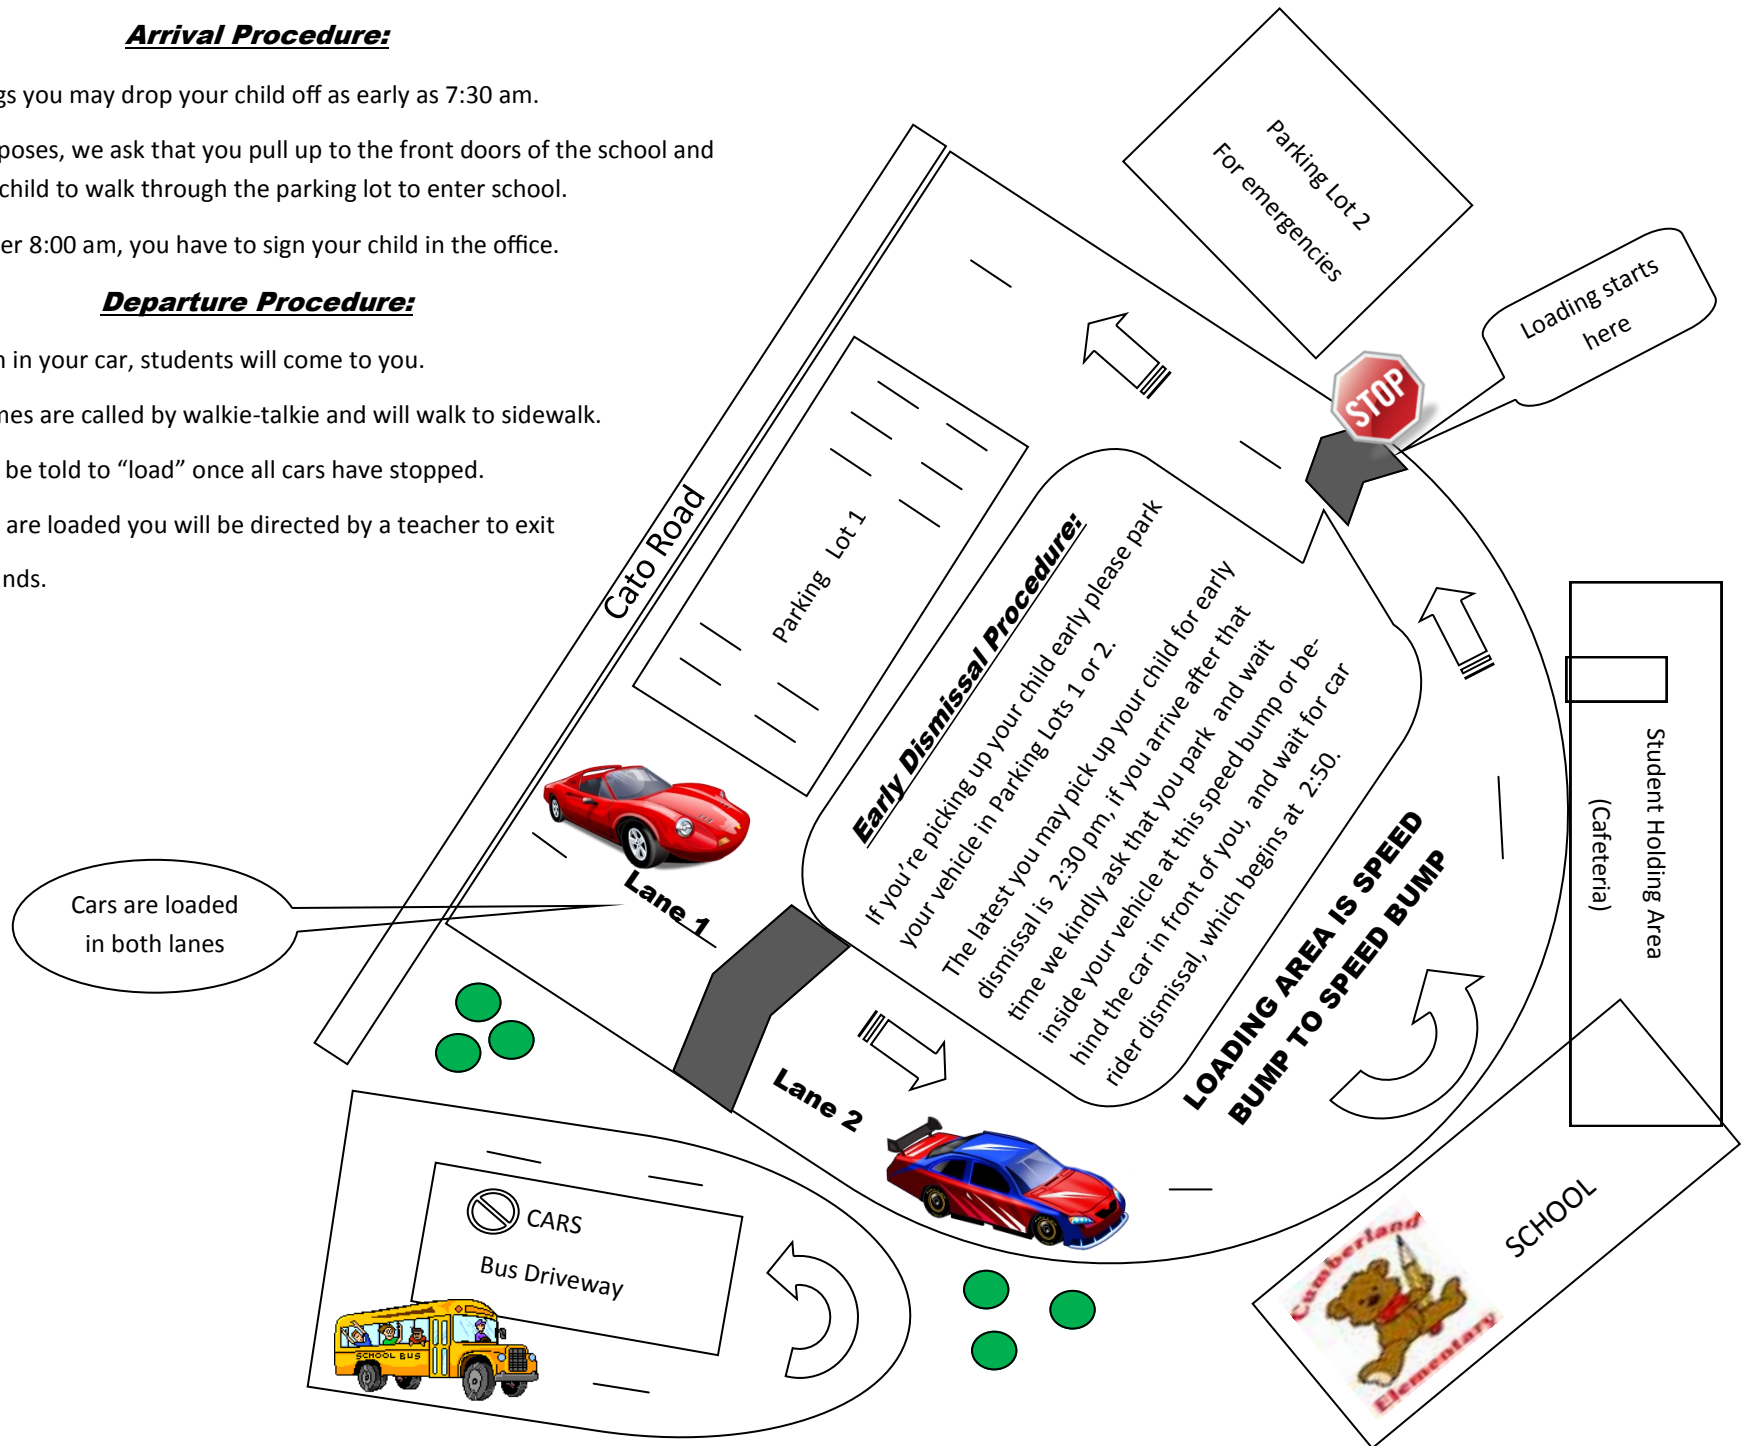 Arrival Procedure:
gs you may drop your child off as early as 7:30 am.
poses, we ask that you pull up to the front doors of the school and
child to walk through the parking lot to enter school.
er 8:00 am, you have to sign your child in the office.
Departure Procedure:
n in your car, students will come to you.
mes are called by walkie-talkie and will walk to sidewalk.
be told to “load” once all cars have stopped.
are loaded you will be directed by a teacher to exit
nds.
Parking Lot 2
For emergencies
Loading starts
here
STOP
Cato Road
Parking Lot 1
Early Dismissal Procedure:
If you’re picking up your child early please park
your vehicle in Parking Lots 1 or 2.
The latest you may pick up your child for early
dismissal is 2:30 pm, if you arrive after that
time we kindly ask that you park and wait
inside your vehicle at this speed bump or be-
hind the car in front of you, and wait for car
rider dismissal, which begins at 2:50.
LOADING AREA IS SPEED
BUMP TO SPEED BUMP
Student Holding Area
(Cafeteria)
Cars are loaded
in both lanes
Lane 1
Lane 2
CARS
Bus Driveway
SCHOOL BUS
SCHOOL
Cumberland
Elementary